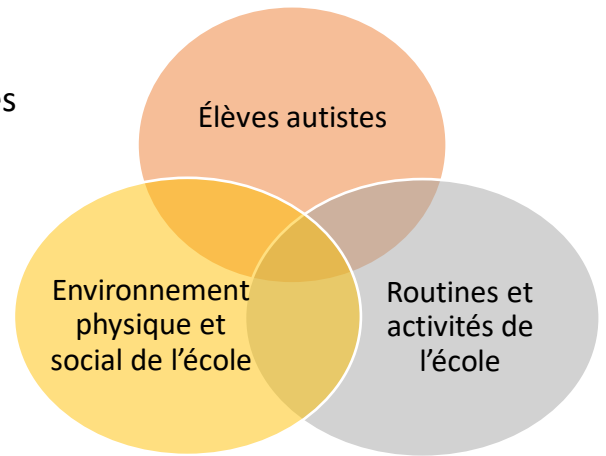 Élèves autistes
Environnement
physique et
social de l’école
Routines et
activités de
l’école